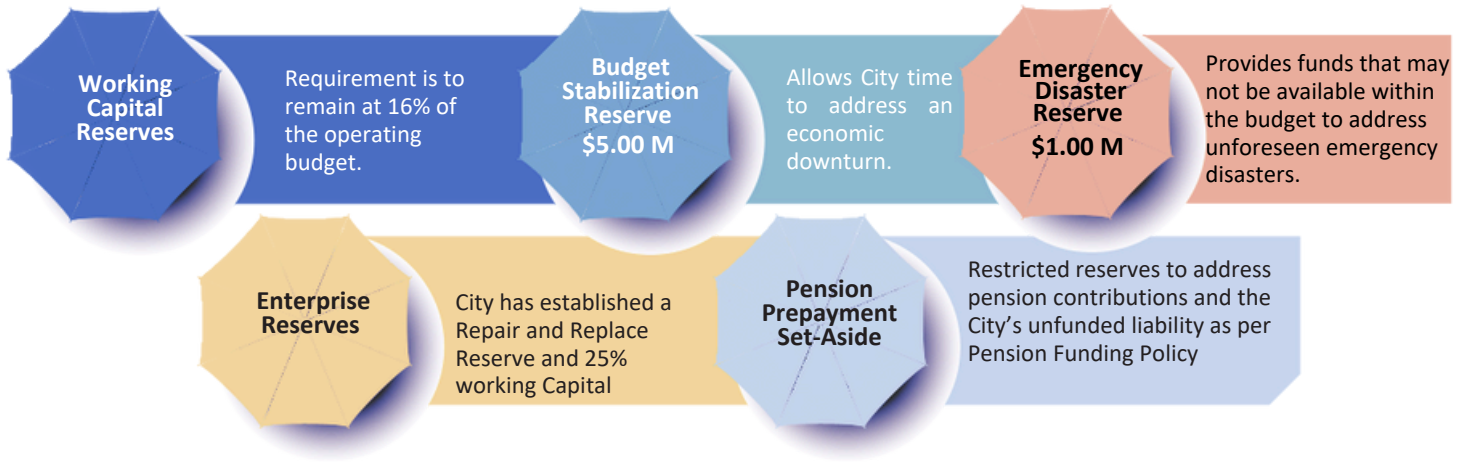 Working
Capital
Reserves
Requirement is to
remain at 16% of
the operating
budget.
Budget
Stabilization
Reserve
$5.00 M
Allows City time
to address an
economic
downturn.
Emergency
Disaster
Reserve
$1.00 M
Provides funds that may
not be available within
the budget to address
unforeseen emergency
disasters.
Enterprise
Reserves
City has established a
Repair and Replace
Reserve and 25%
working Capital
Pension
Prepayment
Set-Aside
Restricted reserves to address
pension contributions and the
City’s unfunded liability as per
Pension Funding Policy